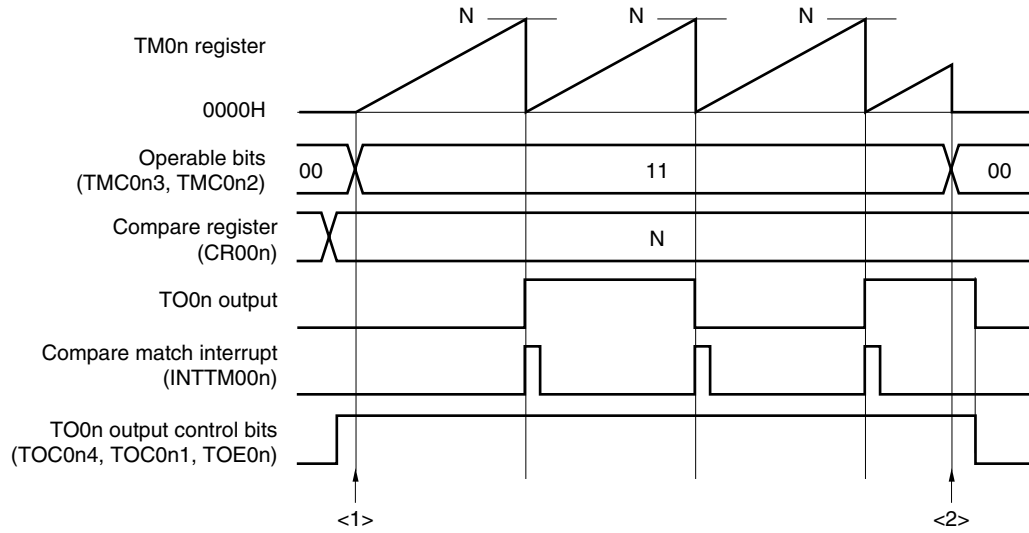 N N N
TM0n register
0000H
Operable bits
(TMC0n3, TMC0n2)
00 11 00
Compare register
(CR00n)
N
TO0n output
Compare match interrupt
(INTTM00n)
TO0n output control bits
(TOC0n4, TOC0n1, TOE0n)
<1> <2>